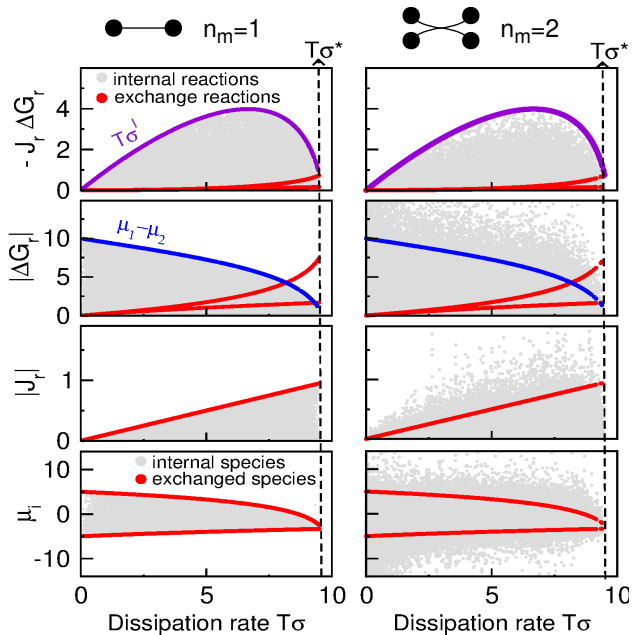 n_m=1
n_m=2
Tσ*
Tσ*
internal reactions
exchange reactions
Tσ^I
- J_r ΔG_r
4
2
0
μ_1−μ_2
|ΔG_r|
10
5
0
|J_r|
1
0
internal species
exchanged species
μ_i
10
0
-10
0
5
10
0
5
10
Dissipation rate Tσ
Dissipation rate Tσ